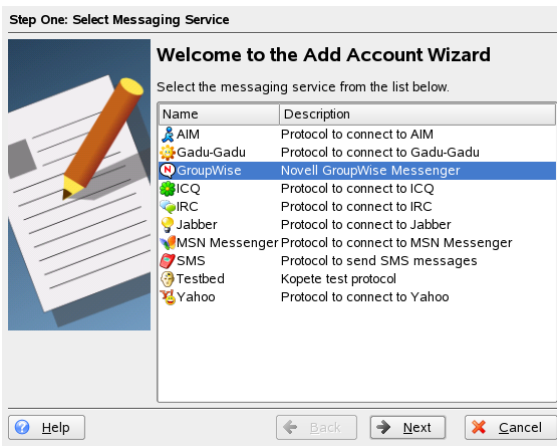 Step One: Select Messaging Service
Welcome to the Add Account Wizard
Select the messaging service from the list below.
Name Description
AIM Protocol to connect to AIM
Gadu-Gadu Protocol to connect to Gadu-Gadu
N GroupWise Novell GroupWise Messenger
ICQ Protocol to connect to ICQ
IRC Protocol to connect to IRC
Jabber Protocol to connect to Jabber
MSN Messenger Protocol to connect to MSN Messenger
SMS Protocol to send SMS messages
Testbed Kopete test protocol
Yahoo Protocol to connect to Yahoo
? Help Back Next Cancel